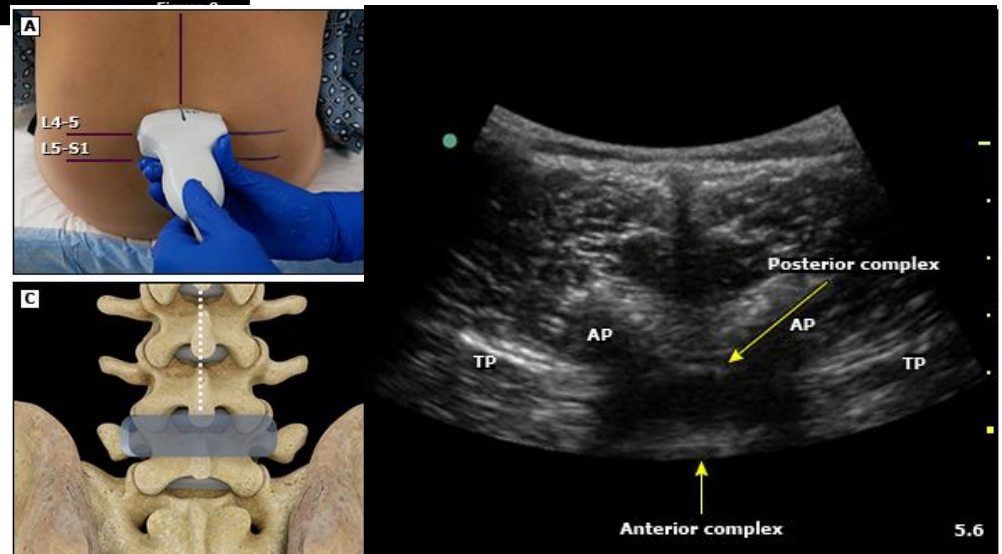 A
L4-5
L5-S1
C
Posterior complex
AP
AP
TP
TP
Anterior complex
5.6